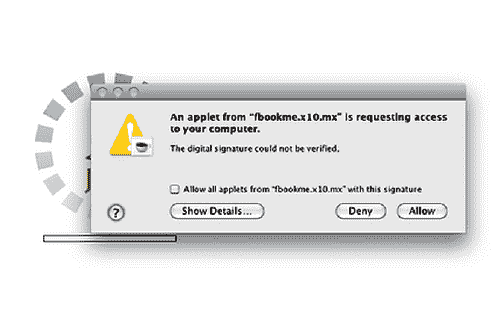 An applet from "fbookme.x10.mx" is requesting access
to your computer.
The digital signature could not be verified.
Allow all applets from "fbookme.x10.mx" with this signature
?
Show Details...
Deny
Allow